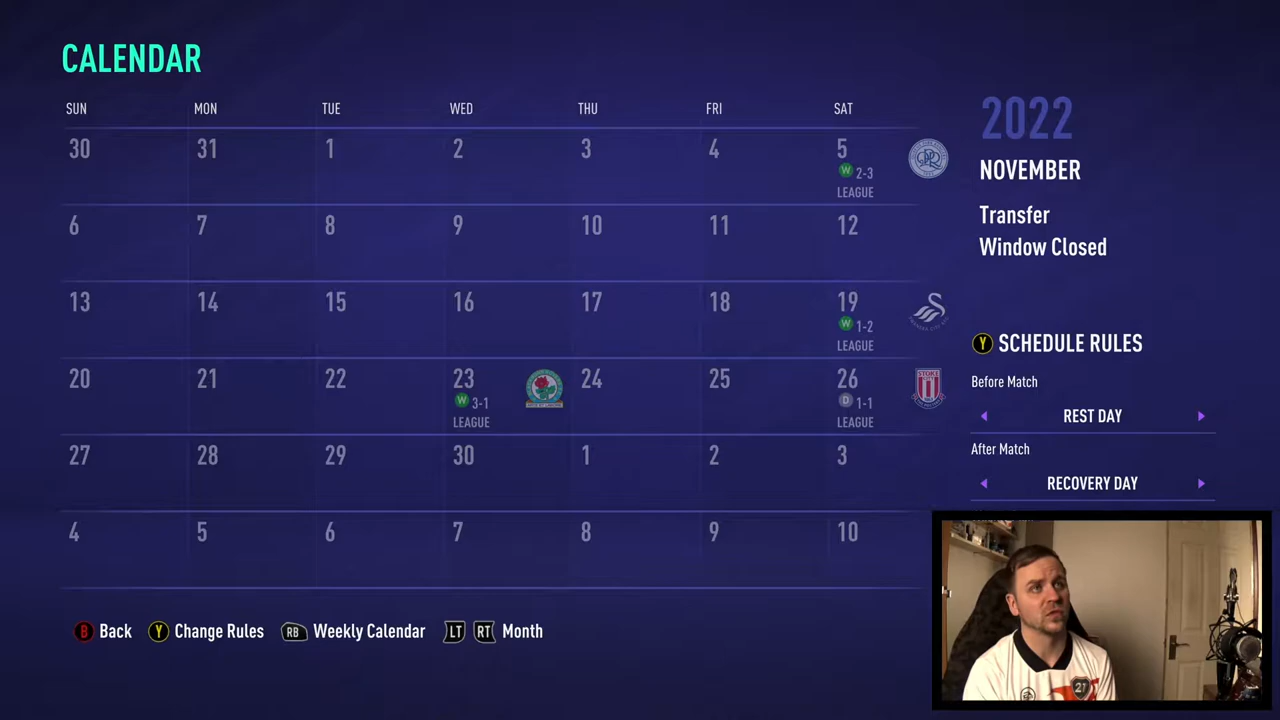 CALENDAR
SUN MON TUE WED THU FRI SAT
30 31 1 2 3 4 5
W 2-3
LEAGUE
6 7 8 9 10 11 12
13 14 15 16 17 18 19
W 1-2
LEAGUE
20 21 22 23 24 25 26
W 3-1 D 1-1
LEAGUE STOKE LEAGUE
27 28 29 30 1 2 3
4 5 6 7 8 9 10
2022
NOVEMBER
Transfer
Window Closed
Y SCHEDULE RULES
Before Match
REST DAY
After Match
RECOVERY DAY
B Back Y Change Rules RB Weekly Calendar LT RT Month
21